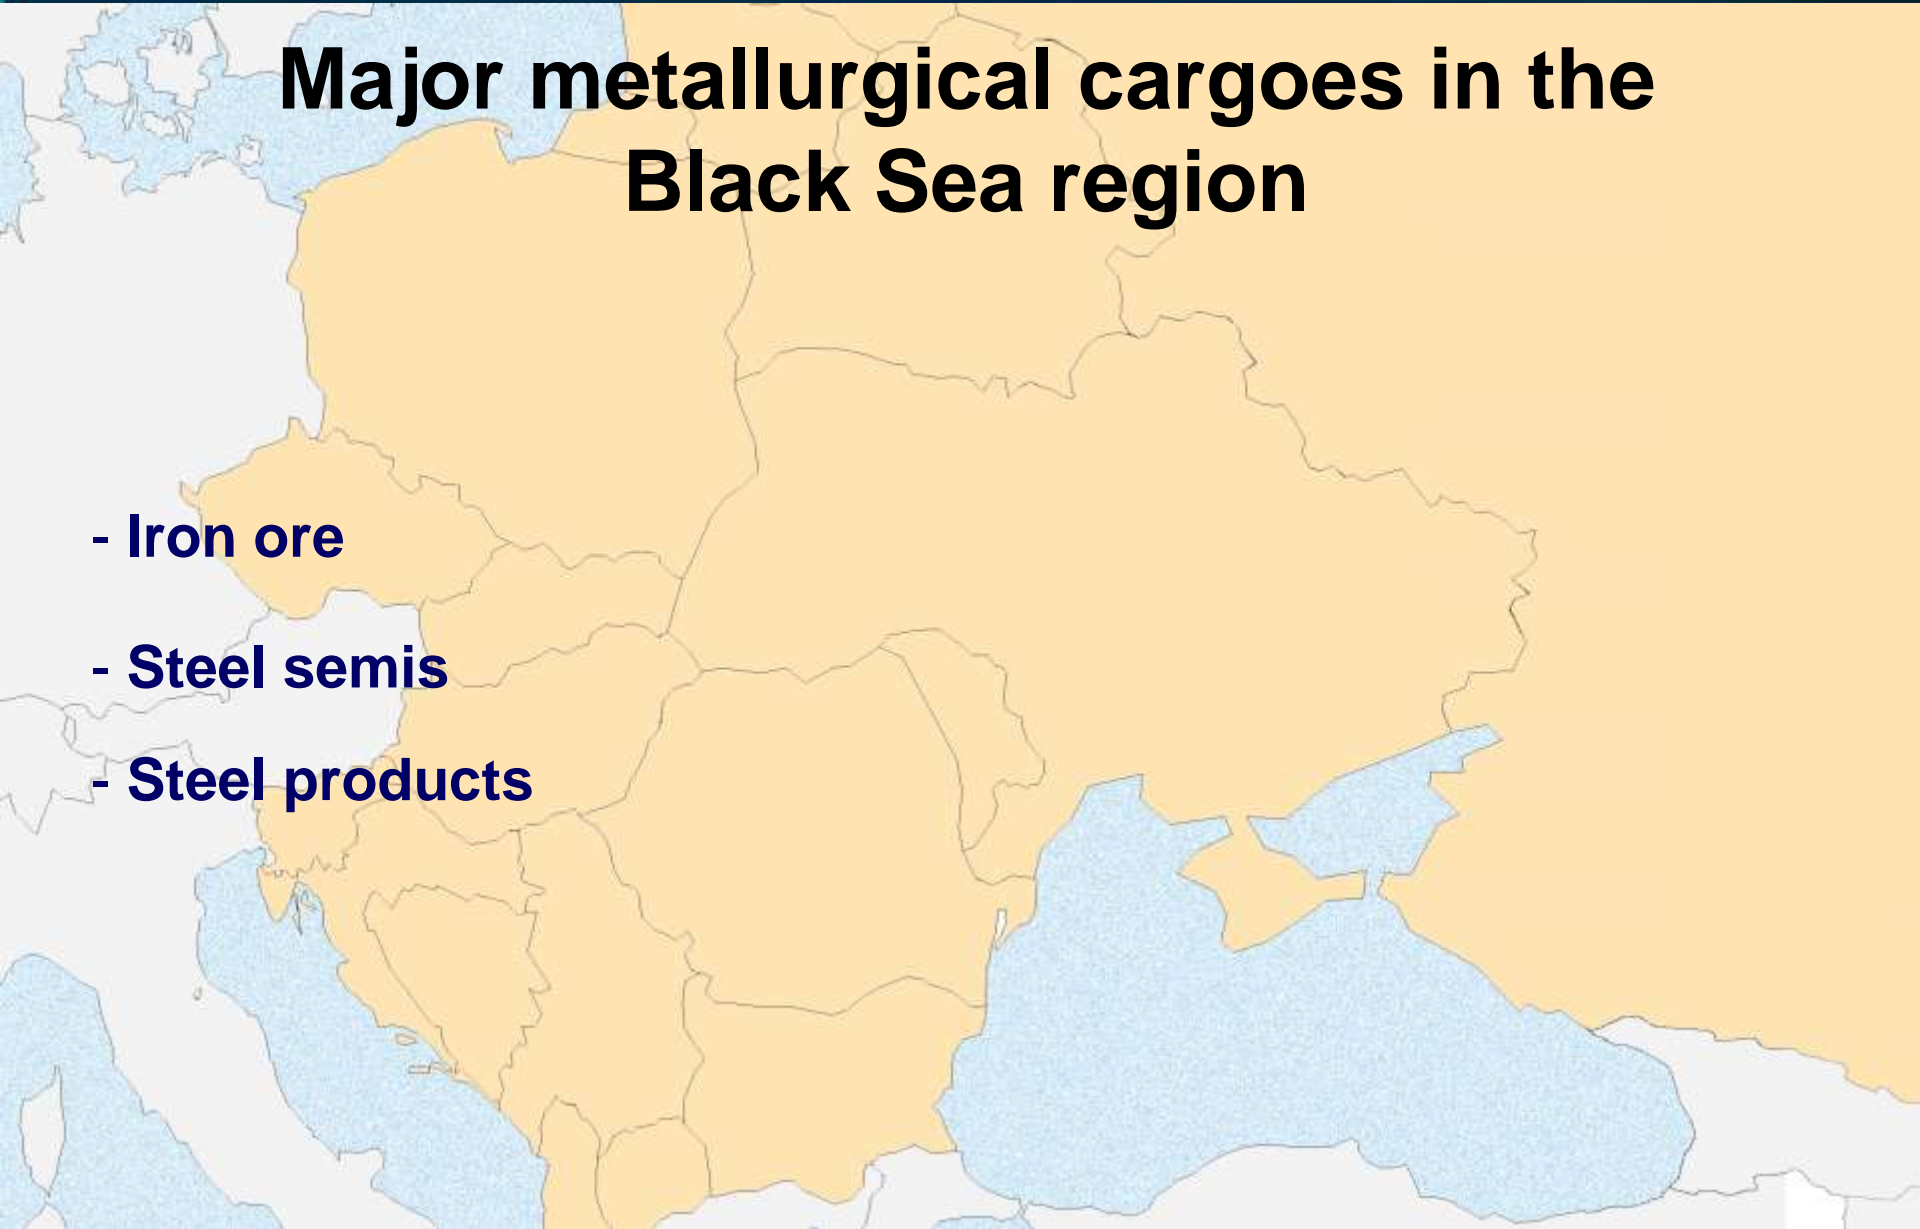 Major metallurgical cargoes in the
Black Sea region
- Iron ore
- Steel semis
- Steel products